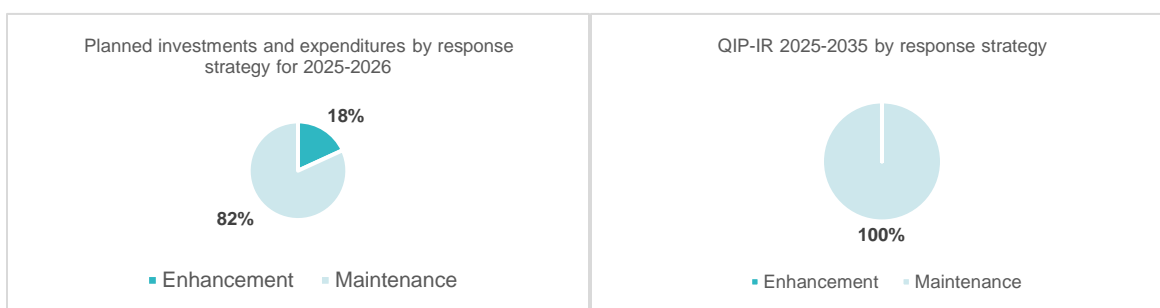 Planned investments and expenditures by response
strategy for 2025-2026
18%
82%
Enhancement Maintenance
QIP-IR 2025-2035 by response strategy
100%
Enhancement Maintenance